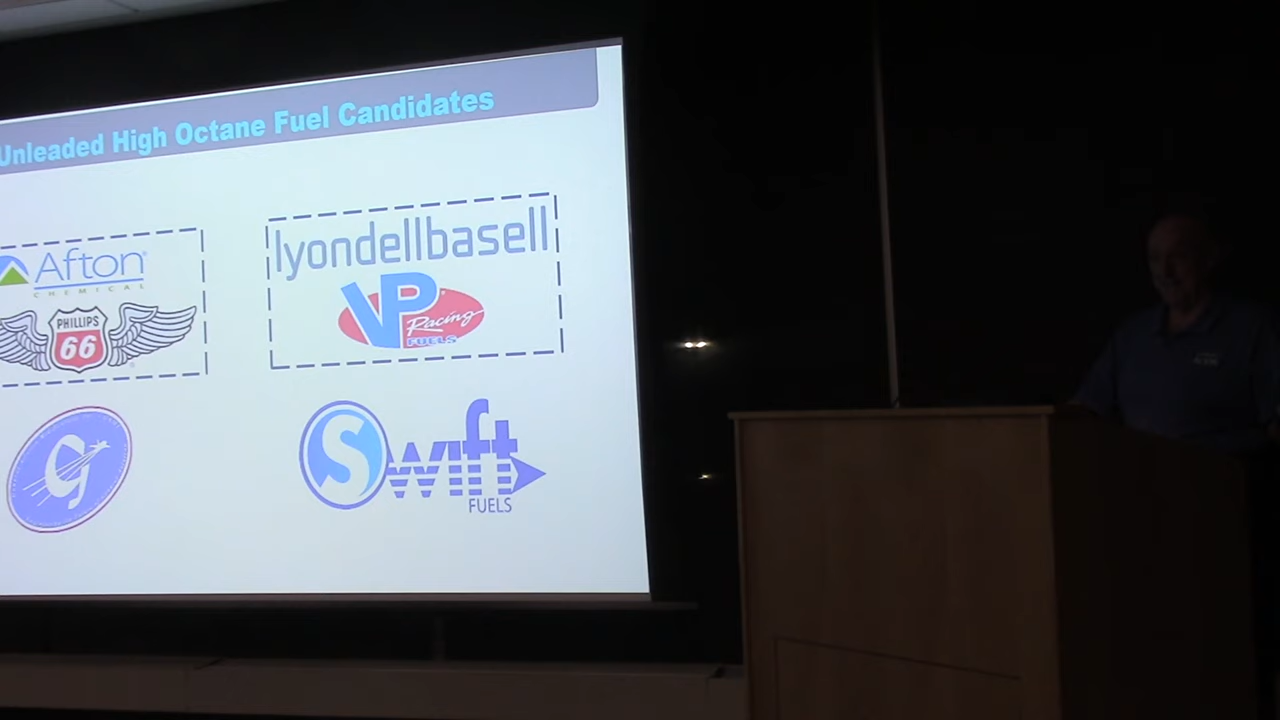 Unleaded High Octane Fuel Candidates
Afton
CHEMICAL
PHILLIPS
66
lyondellbasell
VP
Racing
FUELS
g
Swift
FUELS